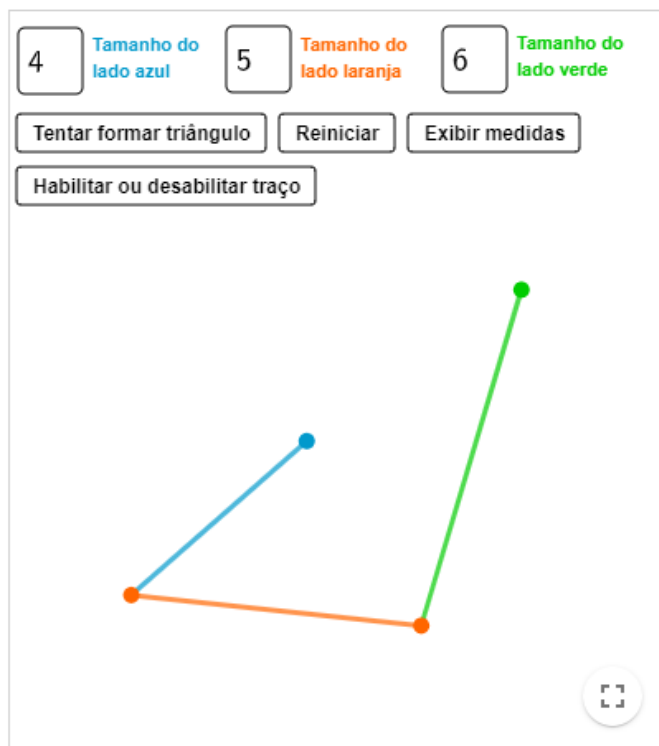 4 Tamanho do lado azul
5 Tamanho do lado laranja
6 Tamanho do lado verde
Tentar formar triângulo Reiniciar Exibir medidas
Habilitar ou desabilitar traço